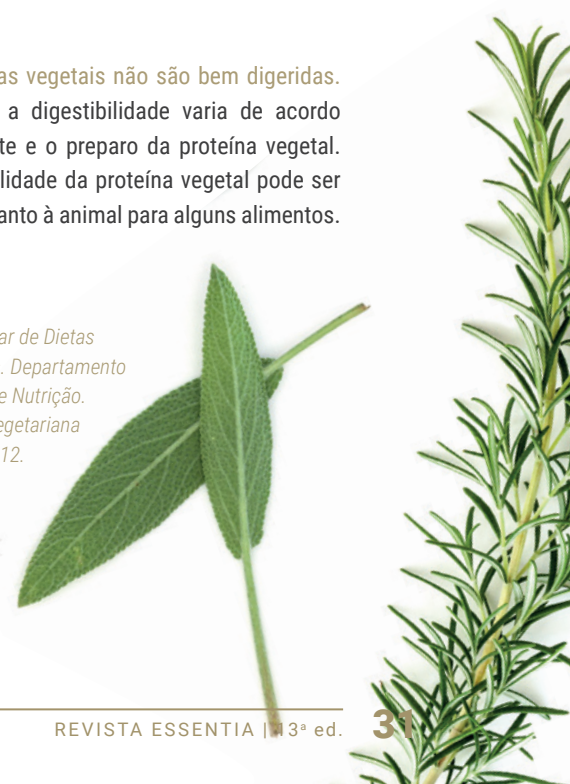 as vegetais não são bem digeridas.
a digestibilidade varia de acordo
te e o preparo da proteína vegetal.
lidade da proteína vegetal pode ser
anto à animal para alguns alimentos.
ar de Dietas
. Departamento
e Nutrição.
egetariana
12.
REVISTA ESSENTIA | 13ª ed. 31